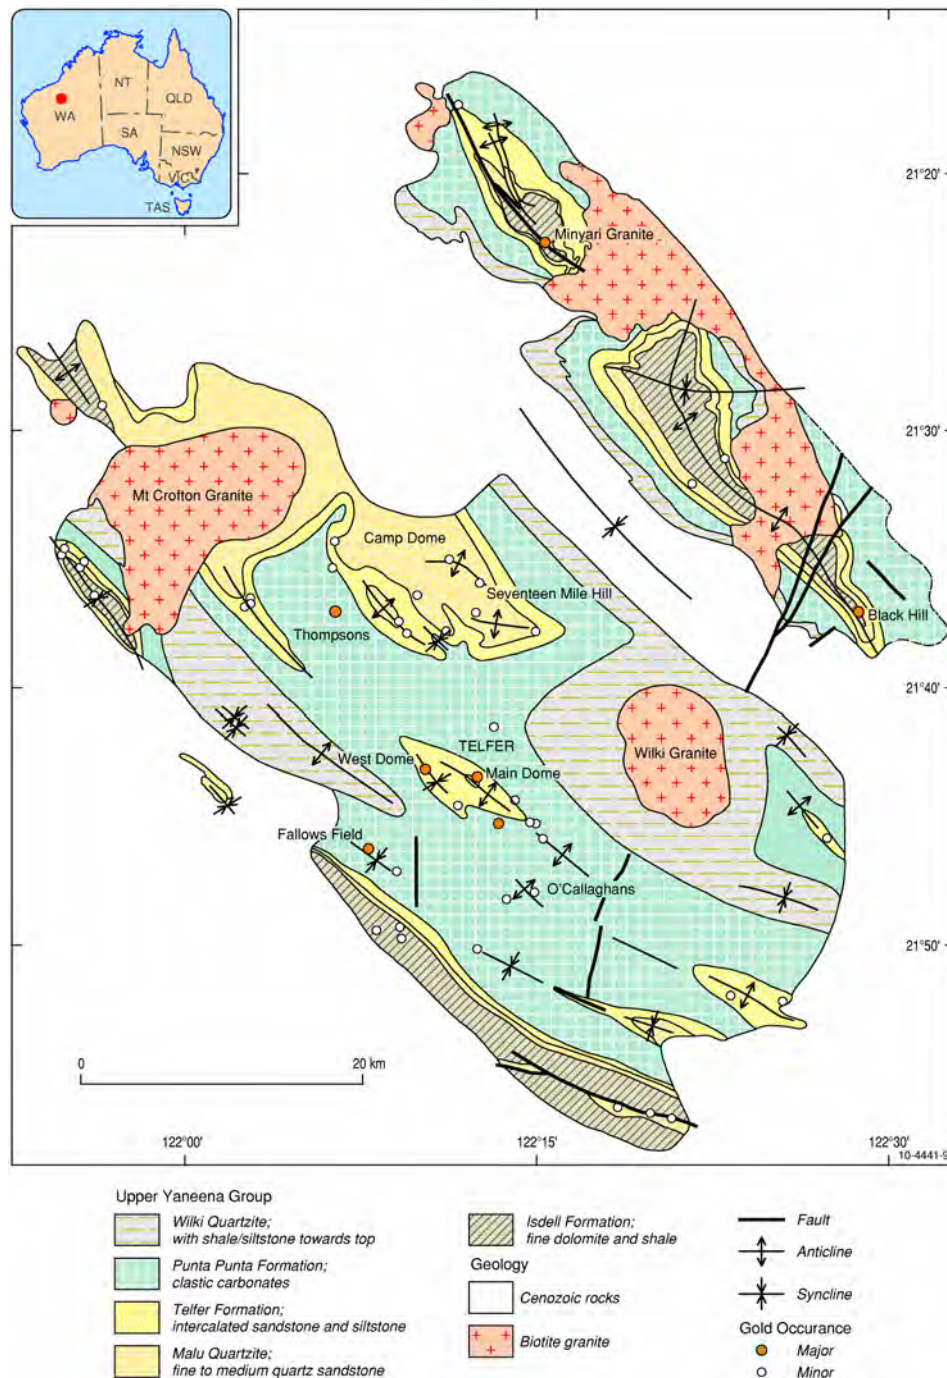 NT
QLD
WA
SA
NSW
VIC
TAS
21°20'
Minyari Granite
21°30'
Mt Crofton Granite
Camp Dome
Seventeen Mile Hill
Thompsons
Black Hill
21°40'
TELFER
West Dome
Main Dome
Wilki Granite
Fallows Field
O'Callaghans
21°50'
0
20 km
122°00'
122°15'
122°30'
10-4441-9
Upper Yaneena Group
Wilki Quartzite;
with shale/siltstone towards top
Punta Punta Formation;
clastic carbonates
Telfer Formation;
intercalated sandstone and siltstone
Malu Quartzite;
fine to medium quartz sandstone
Isdell Formation;
fine dolomite and shale
Geology
Cenozoic rocks
Biotite granite
Fault
Anticline
Syncline
Gold Occurance
Major
Minor